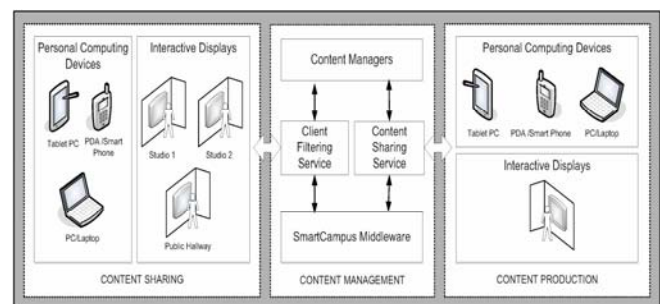 Personal Computing
Devices
Tablet PC
PDA /Smart
Phone
PC/Laptop
Interactive Displays
Studio 1
Studio 2
Public Hallway
CONTENT SHARING
Content Managers
Client
Filtering
Service
Content
Sharing
Service
SmartCampus Middleware
CONTENT MANAGEMENT
Personal Computing Devices
Tablet PC
PDA /Smart Phone
PC/Laptop
Interactive Displays
CONTENT PRODUCTION